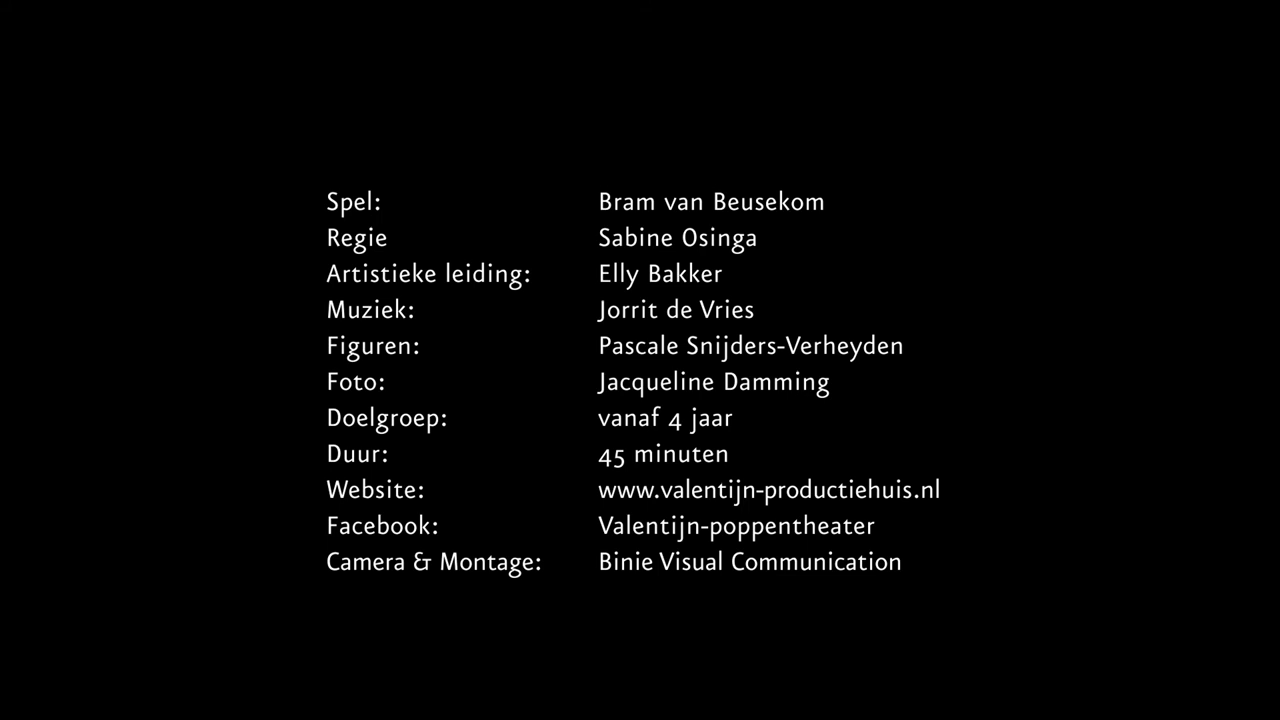 Spel: Bram van Beusekom
Regie Sabine Osinga
Artistieke leiding: Elly Bakker
Muziek: Jorrit de Vries
Figuren: Pascale Snijders-Verheyden
Foto: Jacqueline Damming
Doelgroep: vanaf 4 jaar
Duur: 45 minuten
Website: www.valentijn-productiehuis.nl
Facebook: Valentijn-poppentheater
Camera & Montage: Binie Visual Communication